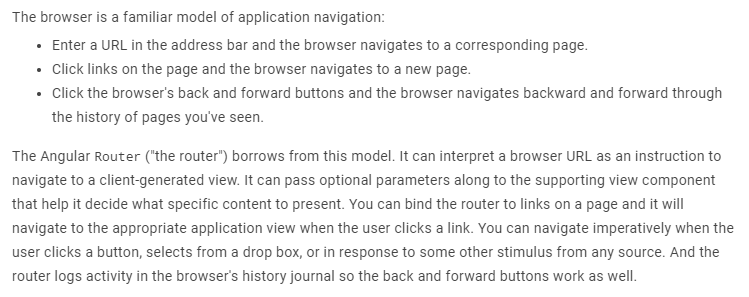 The browser is a familiar model of application navigation:
• Enter a URL in the address bar and the browser navigates to a corresponding page.
• Click links on the page and the browser navigates to a new page.
• Click the browser's back and forward buttons and the browser navigates backward and forward through
the history of pages you've seen.
The Angular Router ("the router") borrows from this model. It can interpret a browser URL as an instruction to
navigate to a client-generated view. It can pass optional parameters along to the supporting view component
that help it decide what specific content to present. You can bind the router to links on a page and it will
navigate to the appropriate application view when the user clicks a link. You can navigate imperatively when the
user clicks a button, selects from a drop box, or in response to some other stimulus from any source. And the
router logs activity in the browser's history journal so the back and forward buttons work as well.